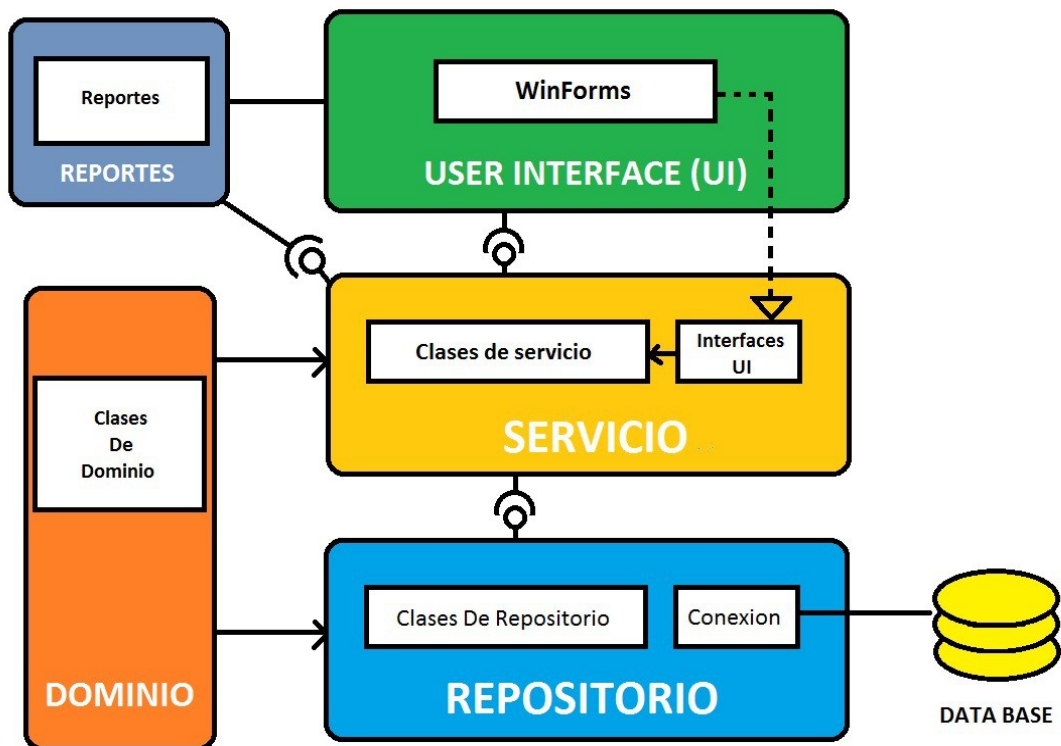 Reportes
REPORTES
WinForms
USER INTERFACE (UI)
Clases de servicio
Interfaces
UI
SERVICIO
Clases
De
Dominio
DOMINIO
Clases De Repositorio
Conexion
REPOSITORIO
DATA BASE